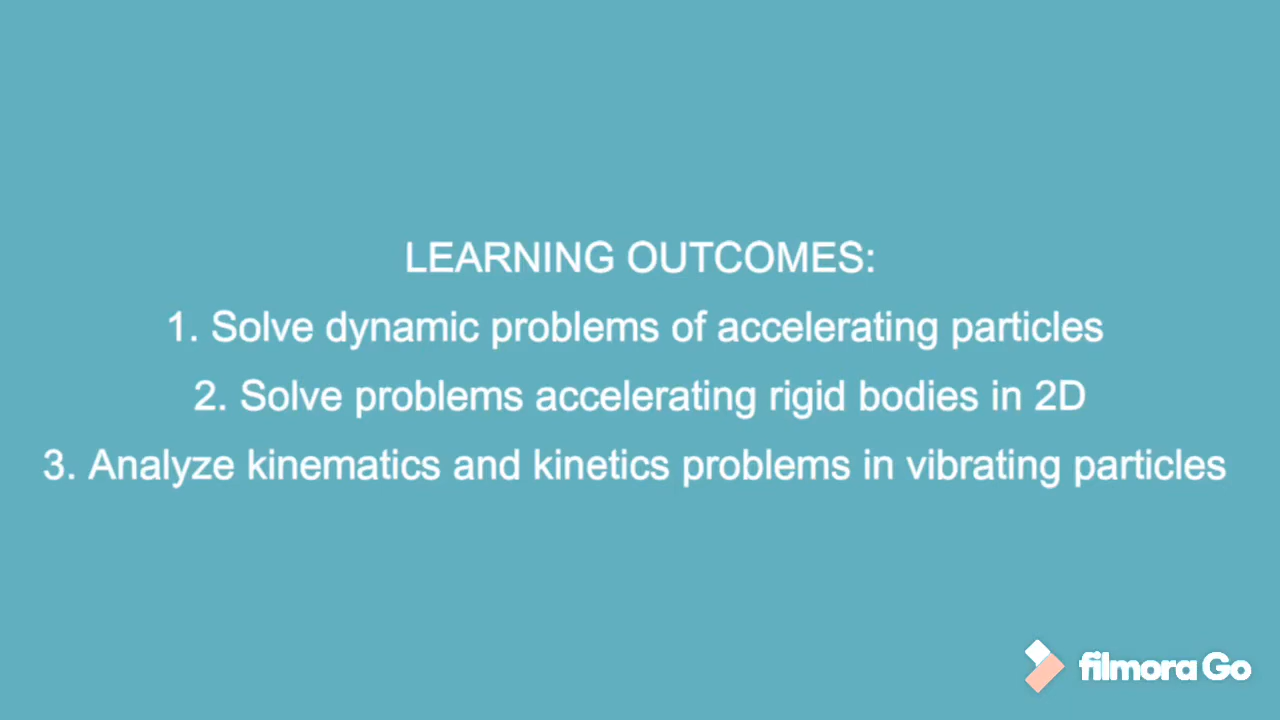 LEARNING OUTCOMES:
1. Solve dynamic problems of accelerating particles
2. Solve problems accelerating rigid bodies in 2D
3. Analyze kinematics and kinetics problems in vibrating particles
filmora Go